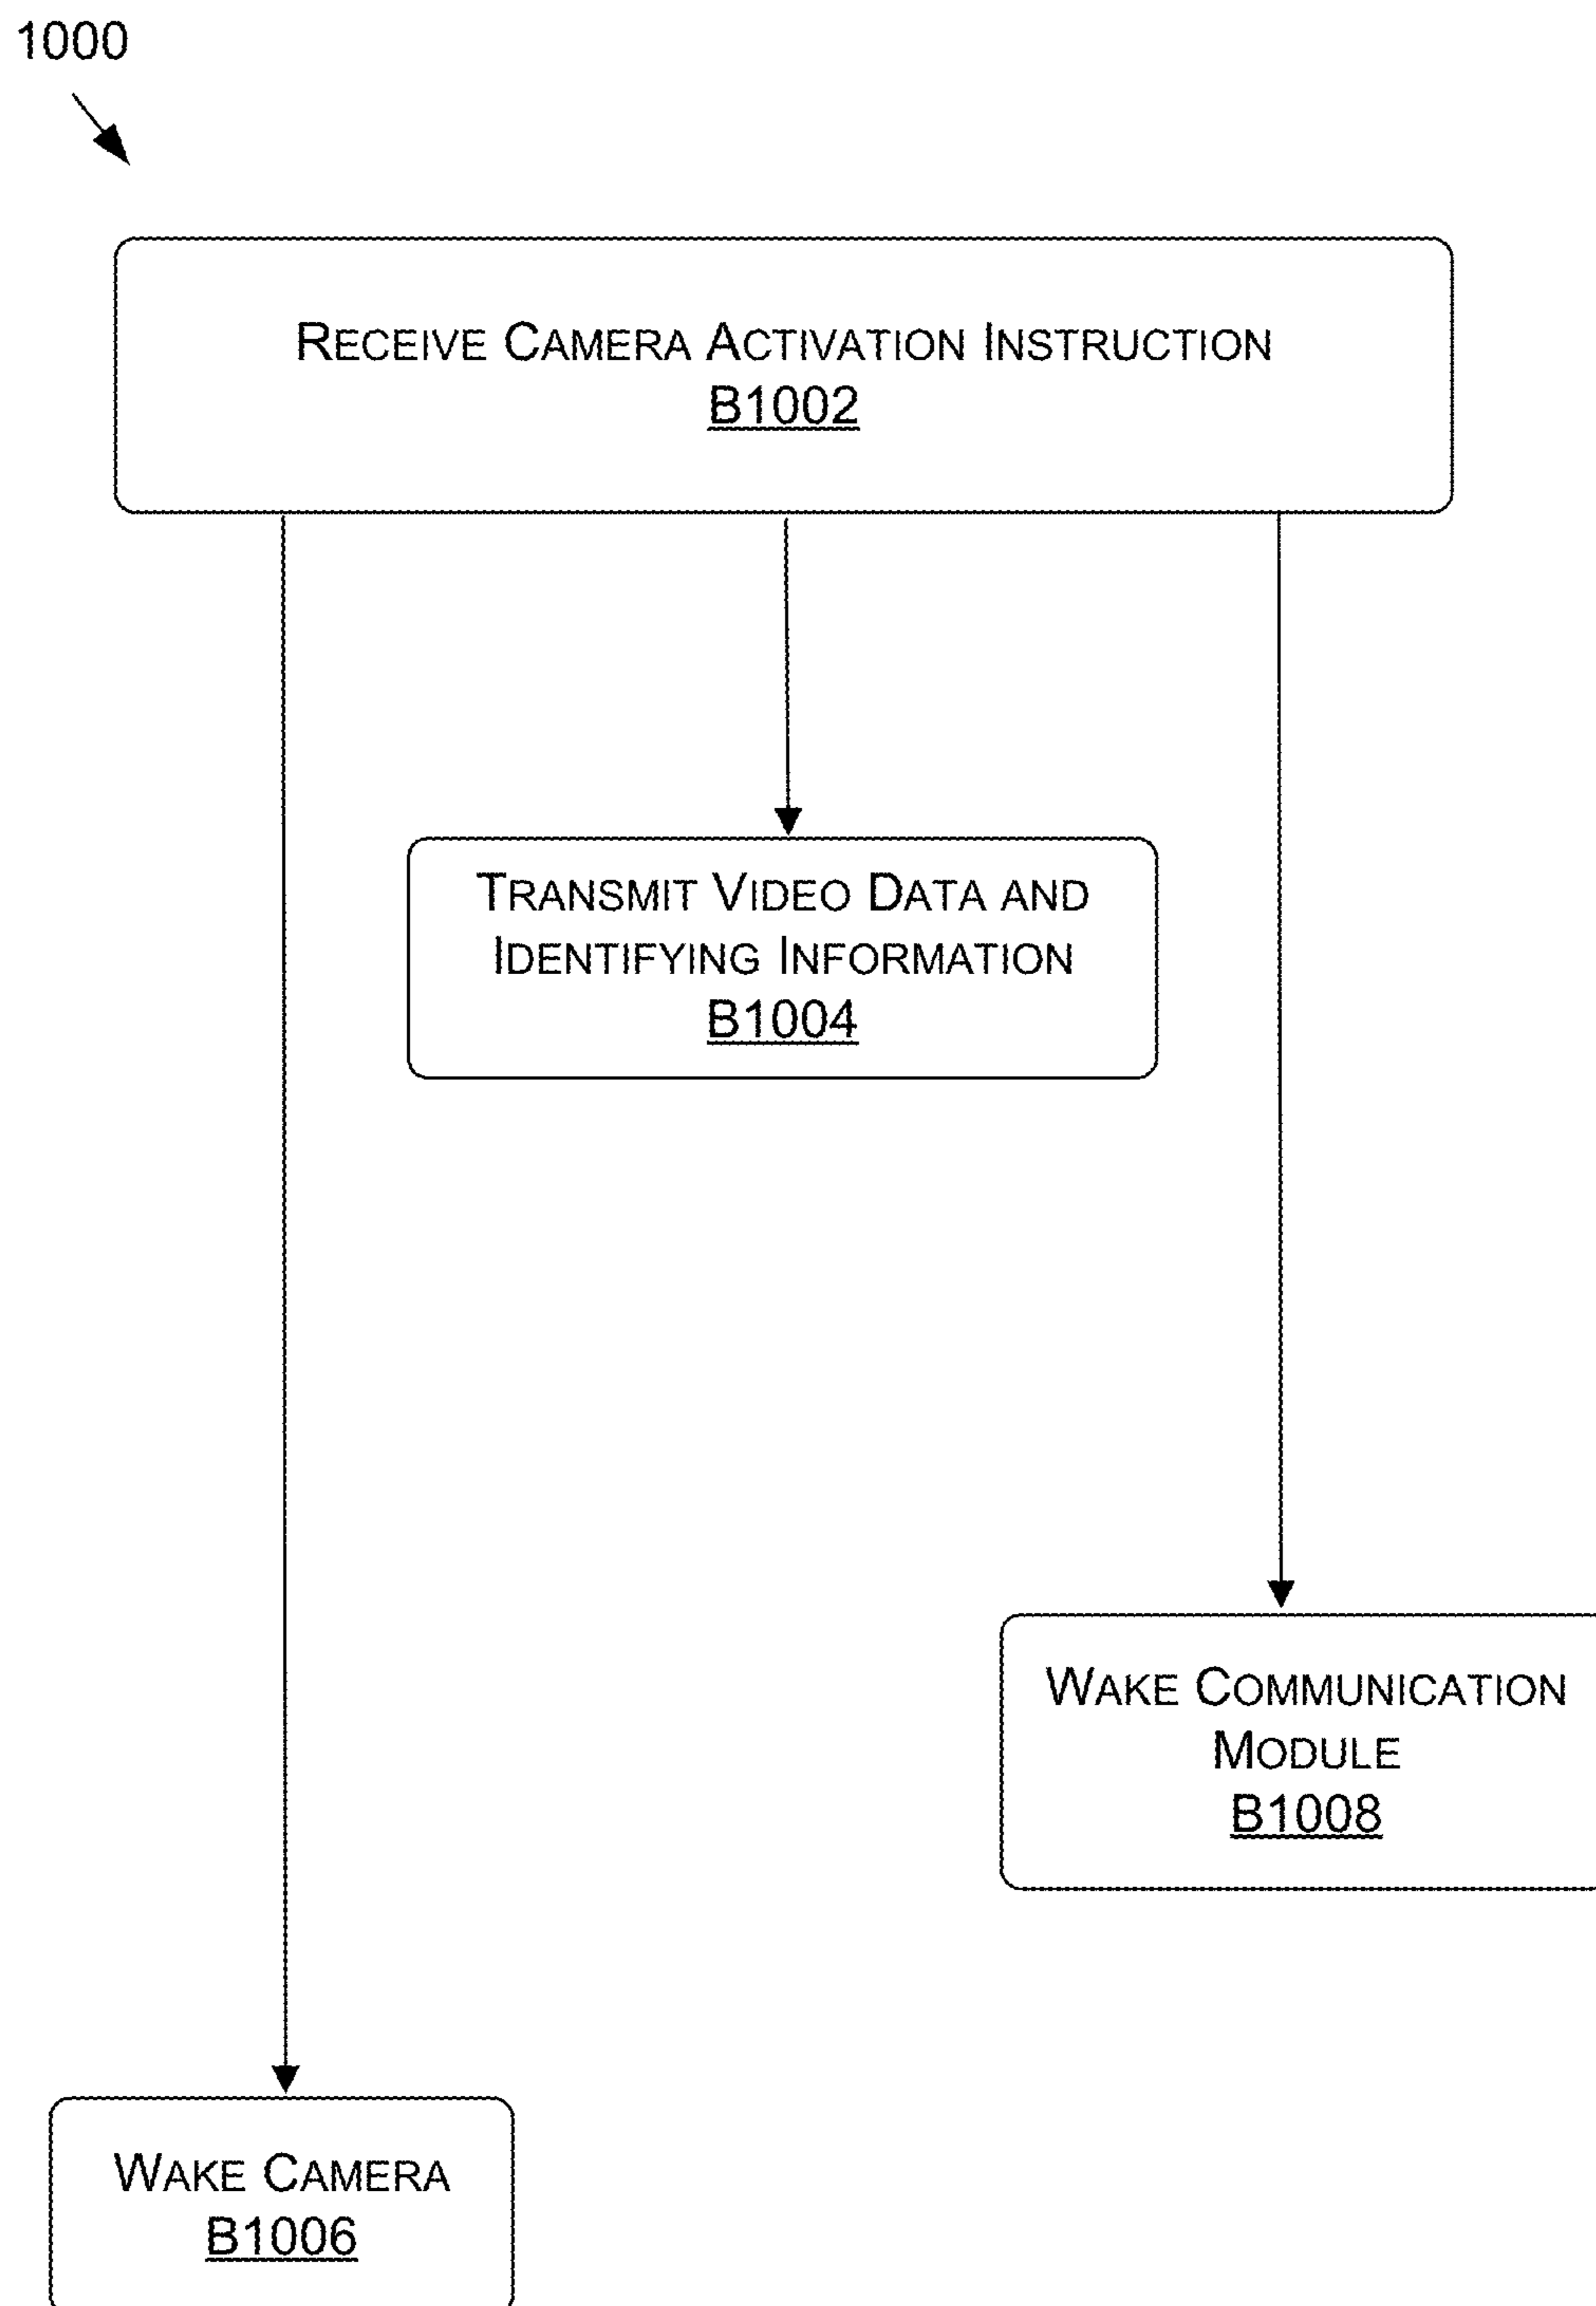 1000
RECEIVE CAMERA ACTIVATION INSTRUCTION
B1002
TRANSMIT VIDEO DATA AND
IDENTIFYING INFORMATION
B1004
WAKE COMMUNICATION
MODULE
B1008
WAKE CAMERA
B1006